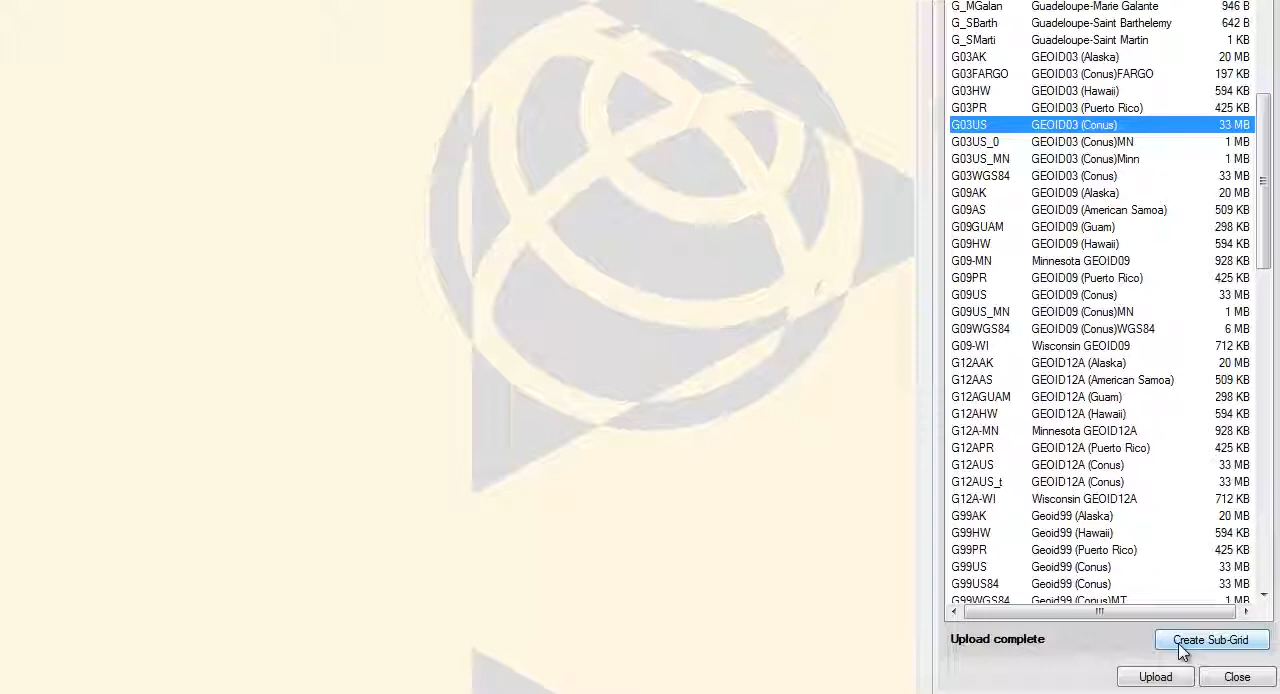 G_MGalan Guadeloupe-Marie Galante 946 B
G_SBarth Guadeloupe-Saint Barthelemy 642 B
G_SMarti Guadeloupe-Saint Martin 1 KB
G03AK GEOID03 (Alaska) 20 MB
G03FARGO GEOID03 (Conus)FARGO 197 KB
G03HW GEOID03 (Hawaii) 594 KB
G03PR GEOID03 (Puerto Rico) 425 KB
G03US GEOID03 (Conus) 33 MB
G03US_0 GEOID03 (Conus)MN 1 MB
G03US_MN GEOID03 (Conus)Minn 1 MB
G03WGS84 GEOID03 (Conus) 33 MB
G09AK GEOID09 (Alaska) 20 MB
G09AS GEOID09 (American Samoa) 509 KB
G09GUAM GEOID09 (Guam) 298 KB
G09HW GEOID09 (Hawaii) 594 KB
G09-MN Minnesota GEOID09 928 KB
G09PR GEOID09 (Puerto Rico) 425 KB
G09US GEOID09 (Conus) 33 MB
G09US_MN GEOID09 (Conus)MN 1 MB
G09WGS84 GEOID09 (Conus)WGS84 6 MB
G09-WI Wisconsin GEOID09 712 KB
G12AAK GEOID12A (Alaska) 20 MB
G12AAS GEOID12A (American Samoa) 509 KB
G12AGUAM GEOID12A (Guam) 298 KB
G12AHW GEOID12A (Hawaii) 594 KB
G12A-MN Minnesota GEOID12A 928 KB
G12APR GEOID12A (Puerto Rico) 425 KB
G12AUS GEOID12A (Conus) 33 MB
G12AUS_t GEOID12A (Conus) 33 MB
G12A-WI Wisconsin GEOID12A 712 KB
G99AK Geoid99 (Alaska) 20 MB
G99HW Geoid99 (Hawaii) 594 KB
G99PR Geoid99 (Puerto Rico) 425 KB
G99US Geoid99 (Conus) 33 MB
G99US84 Geoid99 (Conus) 33 MB
G99WGS84 Geoid99 (Conus)MT 1 MB
Upload complete Create Sub-Grid
Upload Close